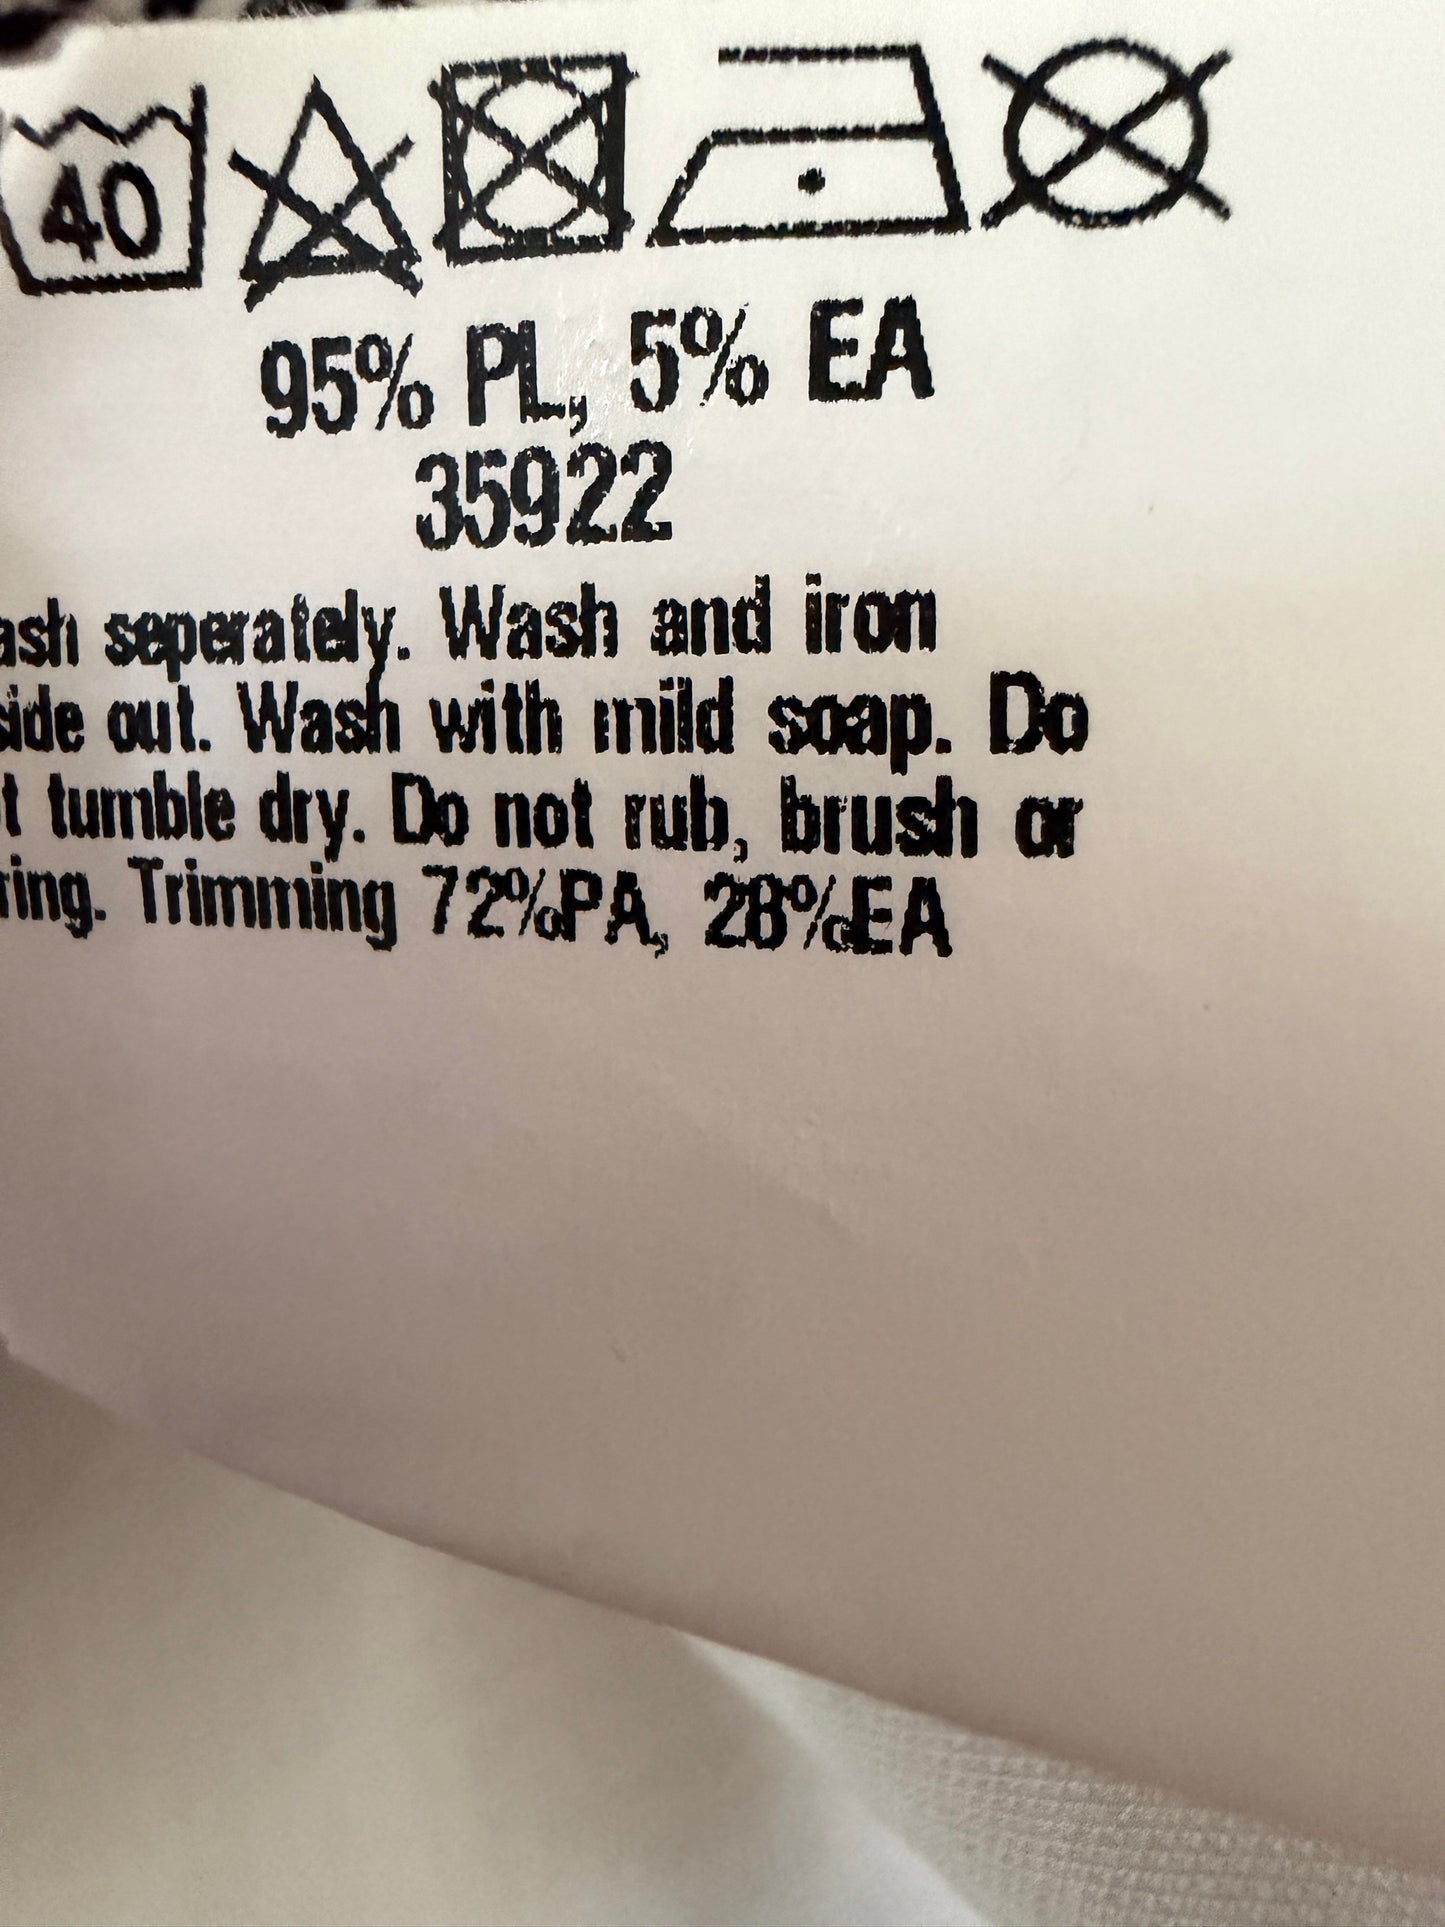 40
95% PL, 5% EA
35922
ash seperately. Wash and iron
side out. Wash with mild soap. Do
t tumble dry. Do not rub, brush or
ring. Trimming 72%PA, 28%EA